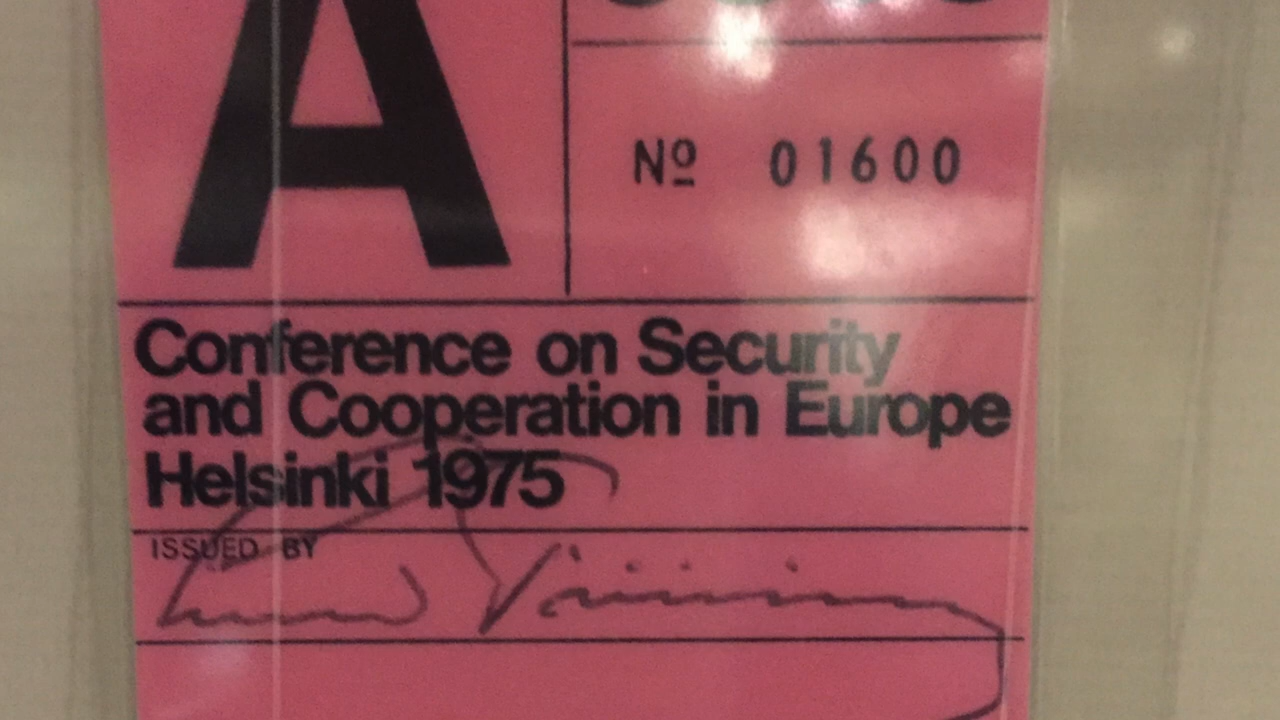 A
Nº 01600
Conference on Security
and Cooperation in Europe
Helsinki 1975
ISSUED BY